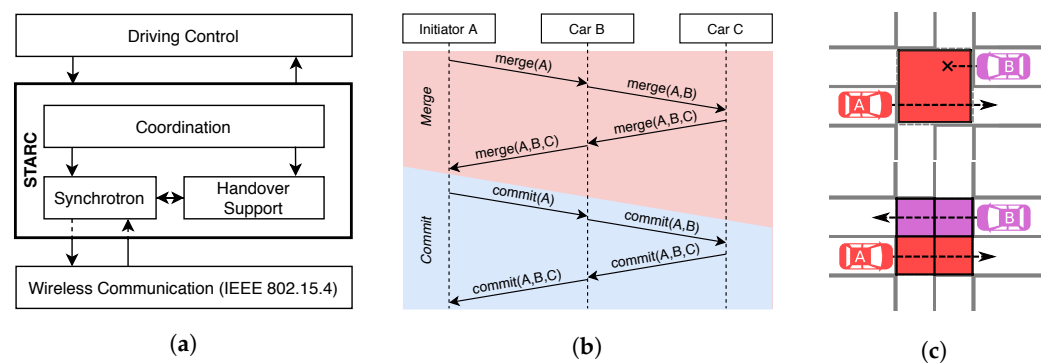 Driving Control
STARC
Coordination
Synchrotron
Handover
Support
Wireless Communication (IEEE 802.15.4)
(a)
Initiator A
Car B
Car C
Merge
merge(A)
merge(A,B)
merge(A,B,C)
merge(A,B,C)
Commit
commit(A)
commit(A,B)
commit(A,B,C)
commit(A,B,C)
(b)
B
A
B
A
(c)